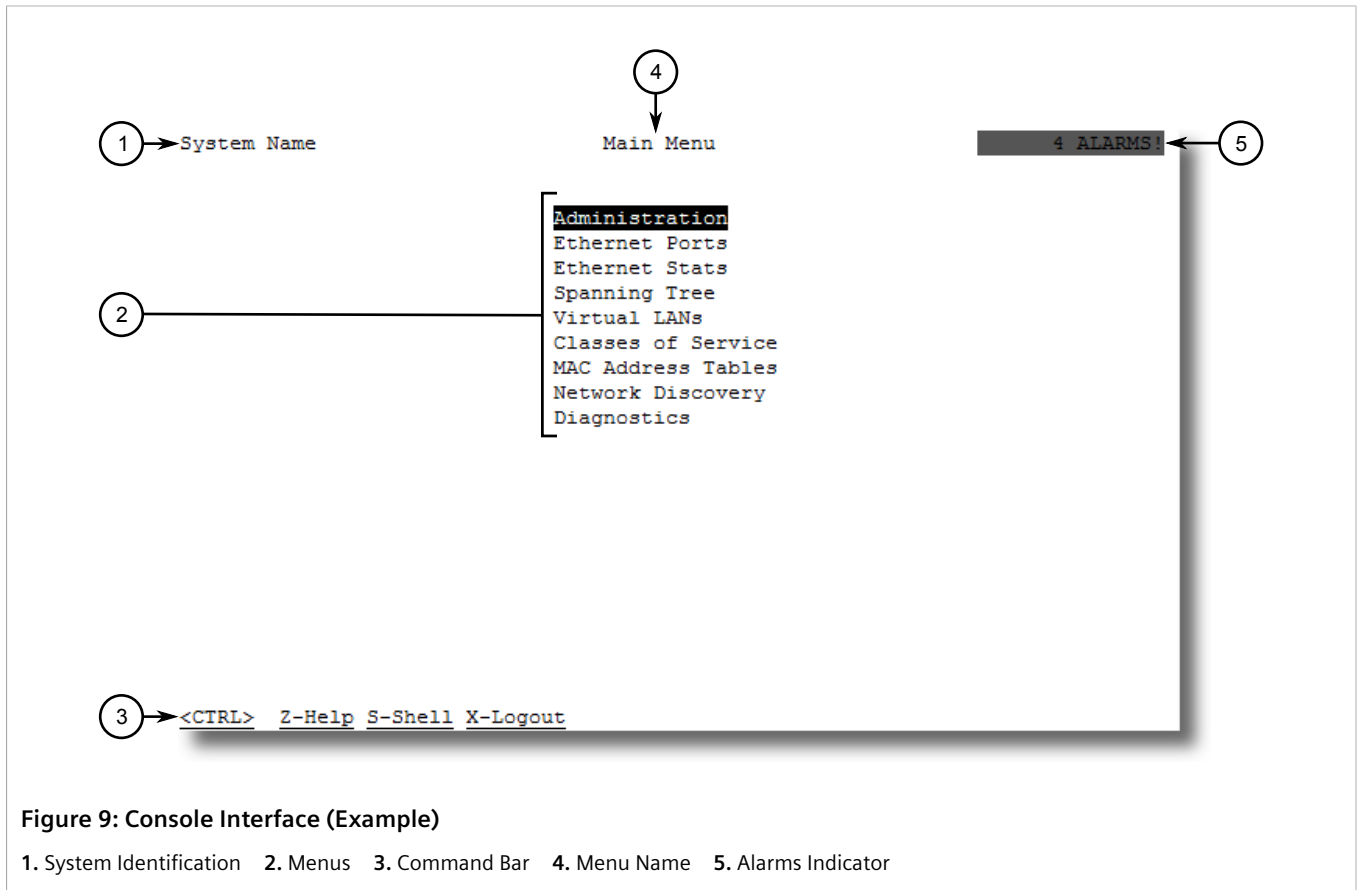 4
1 System Name Main Menu 4 ALARMS! 5
Administration
Ethernet Ports
Ethernet Stats
Spanning Tree
2 Virtual LANs
Classes of Service
MAC Address Tables
Network Discovery
Diagnostics
3 <CTRL> Z-Help S-Shell X-Logout
Figure 9: Console Interface (Example)
1. System Identification 2. Menus 3. Command Bar 4. Menu Name 5. Alarms Indicator